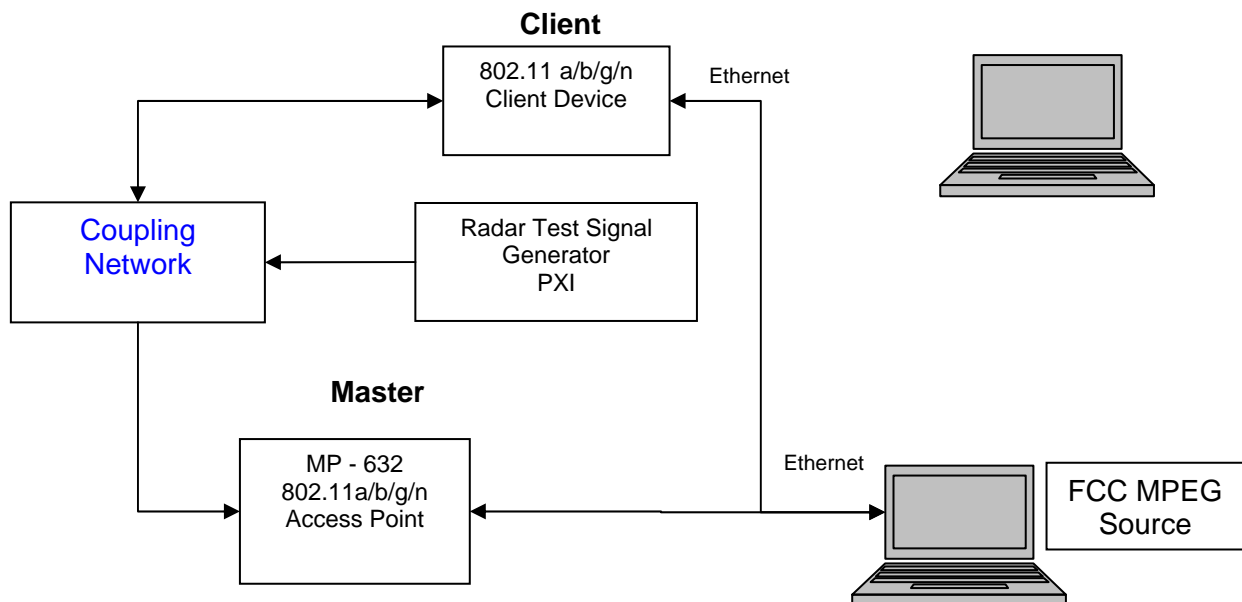 Client
802.11 a/b/g/n
Client Device
Ethernet
Coupling
Network
Radar Test Signal
Generator
PXI
Master
MP - 632
802.11a/b/g/n
Access Point
Ethernet
FCC MPEG
Source